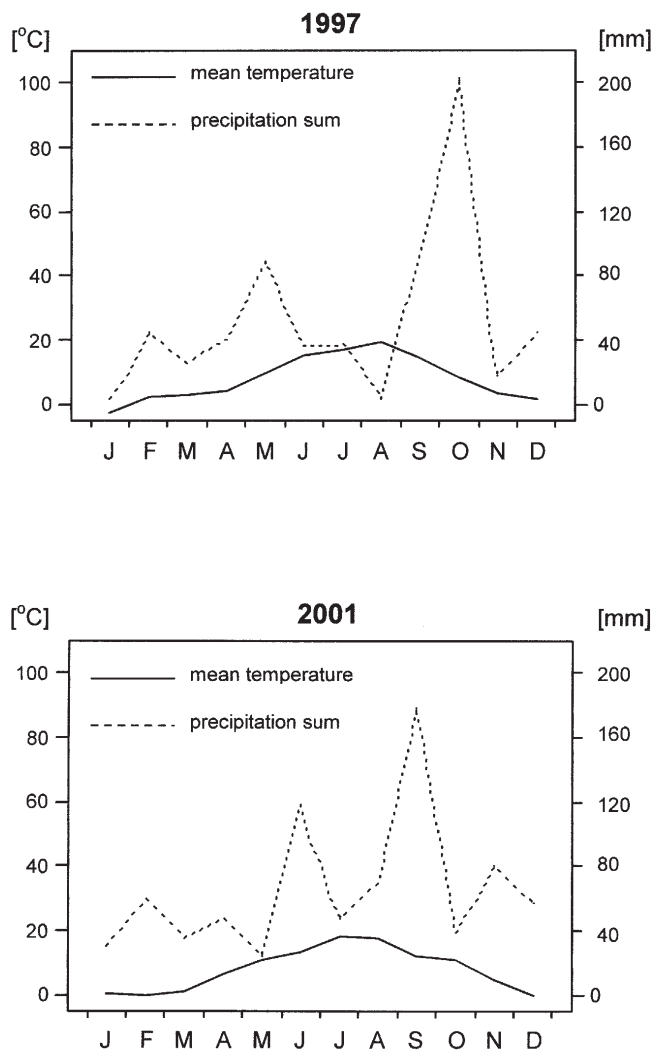 1997
[°C] [mm]
mean temperature
precipitation sum
100 200
80 160
60 120
40 80
20 40
0 0
J F M A M J J A S O N D
2001
[°C] [mm]
mean temperature
precipitation sum
100 200
80 160
60 120
40 80
20 40
0 0
J F M A M J J A S O N D